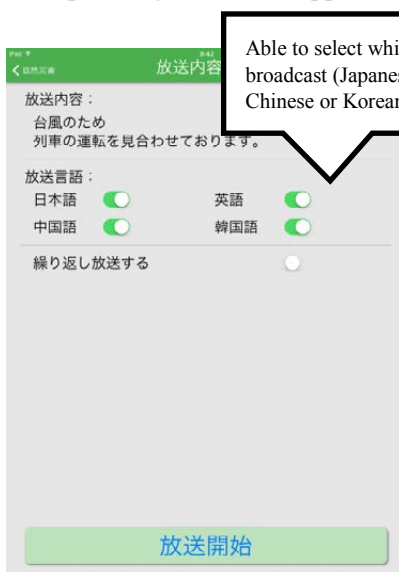 Able to select whi
broadcast (Japanes
Chinese or Korean
iPad
9:42
自然災害
放送内容
放送内容：
台風のため
列車の運転を見合わせております。
放送言語：
日本語 英語
中国語 韓国語
繰り返し放送する
放送開始